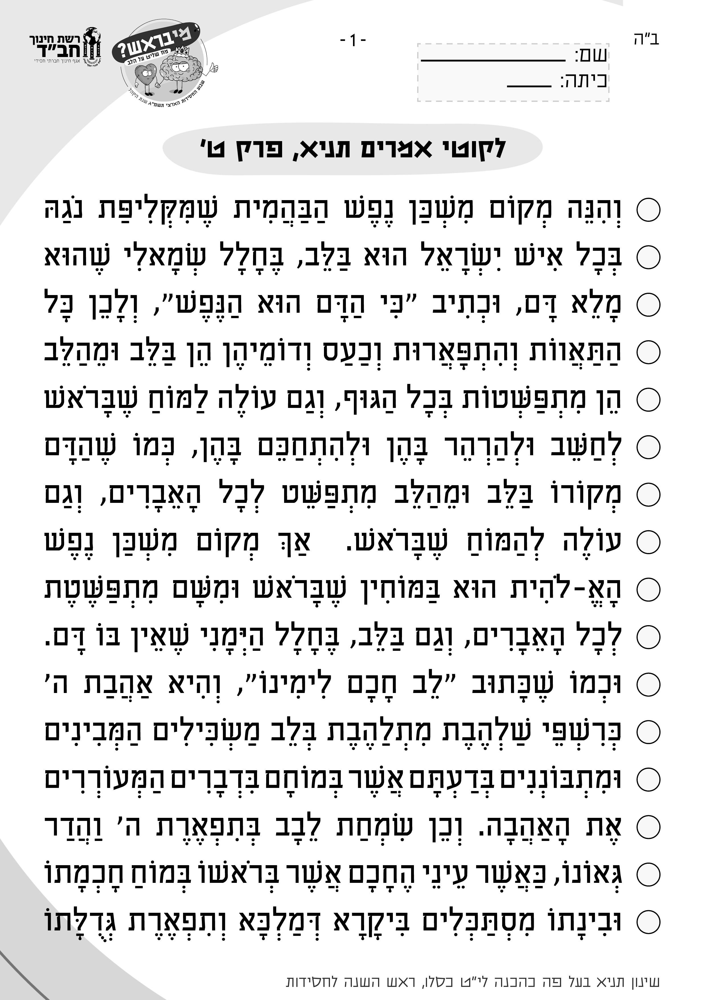 ב"ה
-1-
שם:
כיתה:
רשת חינוך
חב"ד
אגף חינוך חברתי חסידי
מי בראש?
מח שליט על הלב
שבוע החסידות הארצי תשפ"ג שנת הקהל
לקוטי אמרים תניא, פרק ט'
וְהִנֵּה מְקוֹם מִשְׁכַּן נֶפֶשׁ הַבַּהֲמִית שֶׁמִּקְּלִיפַּת נֹגַהּ
בְּכָל אִישׁ יִשְׂרָאֵל הוּא בַּלֵּב, בֶּחָלָל שְׂמָאלִי שֶׁהוּא
מָלֵא דָּם, וּכְתִיב "כִּי הַדָּם הוּא הַנֶּפֶשׁ", וְלָכֵן כָּל
הַתַּאֲווֹת וְהִתְפָּאֲרוּת וְכַעַס וְדוֹמֵיהֶן הֵן בַּלֵּב וּמֵהַלֵּב
הֵן מִתְפַּשְּׁטוֹת בְּכָל הַגּוּף, וְגַם עוֹלֶה לַמּוֹחַ שֶׁבָּרֹאשׁ
לְחַשֵּׁב וּלְהַרְהֵר בָּהֶן וּלְהִתְחַכֵּם בָּהֶן, כְּמוֹ שֶׁהַדָּם
מְקוֹרוֹ בַּלֵּב וּמֵהַלֵּב מִתְפַּשֵּׁט לְכָל הָאֵבָרִים, וְגַם
עוֹלֶה לְהַמּוֹחַ שֶׁבָּרֹאשׁ. אַךְ מְקוֹם מִשְׁכַּן נֶפֶשׁ
הָאֱ-לֹהִית הוּא בַּמּוֹחִין שֶׁבָּרֹאשׁ וּמִשָּׁם מִתְפַּשֶּׁטֶת
לְכָל הָאֵבָרִים, וְגַם בַּלֵּב, בֶּחָלָל הַיְּמָנִי שֶׁאֵין בּוֹ דָּם.
וּכְמוֹ שֶׁכָּתוּב "לֵב חָכָם לִימִינוֹ", וְהִיא אַהֲבַת ה'
כְּרִשְׁפֵּי שַׁלְהֶבֶת מִתְלַהֶבֶת בְּלֵב מַשְׂכִּילִים הַמְּבִינִים
וּמִתְבּוֹנְנִים בְּדַעְתָּם אֲשֶׁר בְּמוֹחָם בִּדְבָרִים הַמְּעוֹרְרִים
אֶת הָאַהֲבָה. וְכֵן שִׂמְחַת לֵבָב בְּתִפְאֶרֶת ה' וַהֲדַר
גְּאוֹנוֹ, כַּאֲשֶׁר עֵינֵי הֶחָכָם אֲשֶׁר בְּרֹאשׁוֹ בְּמוֹחַ חָכְמָתוֹ
וּבִינָתוֹ מִסְתַּכְּלִים בִּיקָרָא דְּמַלְכָּא וְתִפְאֶרֶת גְּדֻלָּתוֹ
שינון תניא בעל פה כהכנה לי"ט כסלו, ראש השנה לחסידות